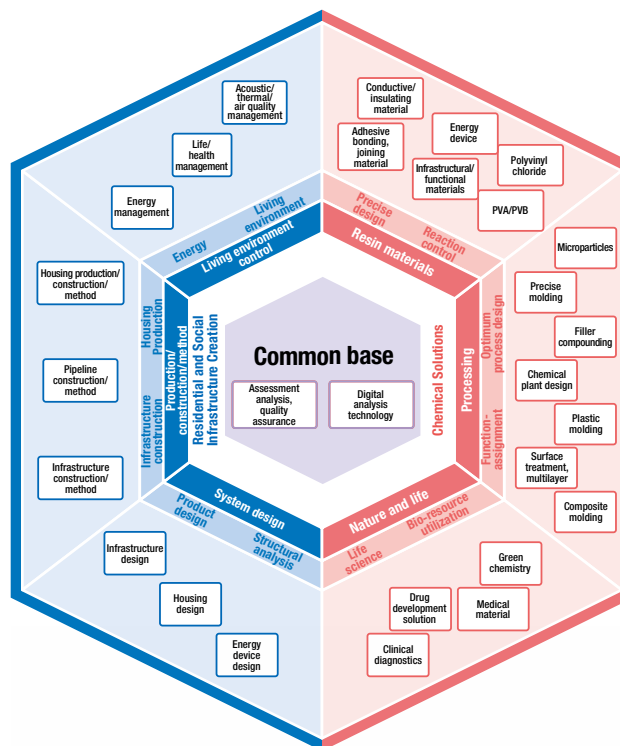 Acoustic/
thermal/
air quality
management
Life/
health
management
Energy
management
Living
environment
Energy
Living environment
control
Conductive/
insulating
material
Adhesive
bonding,
joining
material
Energy
device
Infrastructural/
functional
materials
Polyvinyl
chloride
PVA/PVB
Precise
design
Reaction
control
Resin materials
Housing production/
construction/
method
Pipeline
construction/
method
Infrastructure
construction/
method
Housing
Production
Infrastructure
construction
Production/
construction/method
Residential and Social
Infrastructure Creation
Common base
Assessment
analysis,
quality
assurance
Digital
analysis
technology
Chemical Solutions
Processing
Optimum
process design
Function-
assignment
Microparticles
Precise
molding
Filler
compounding
Chemical
plant design
Plastic
molding
Surface
treatment,
multilayer
Composite
molding
System design
Product
design
Structural
analysis
Infrastructure
design
Housing
design
Energy
device
design
Nature and life
Bio-resource
utilization
Life
science
Green
chemistry
Drug
development
solution
Medical
material
Clinical
diagnostics